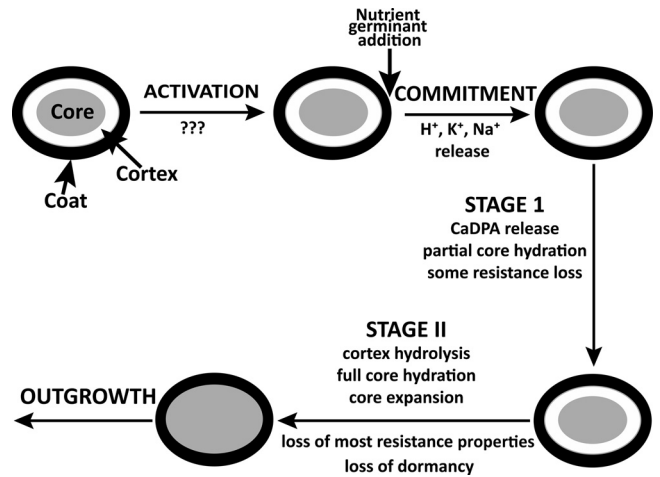 Nutrient
germinant
addition
ACTIVATION
???
Core
Cortex
Coat
COMMITMENT
H⁺, K⁺, Na⁺
release
STAGE 1
CaDPA release
partial core hydration
some resistance loss
STAGE II
cortex hydrolysis
full core hydration
core expansion
loss of most resistance properties
loss of dormancy
OUTGROWTH